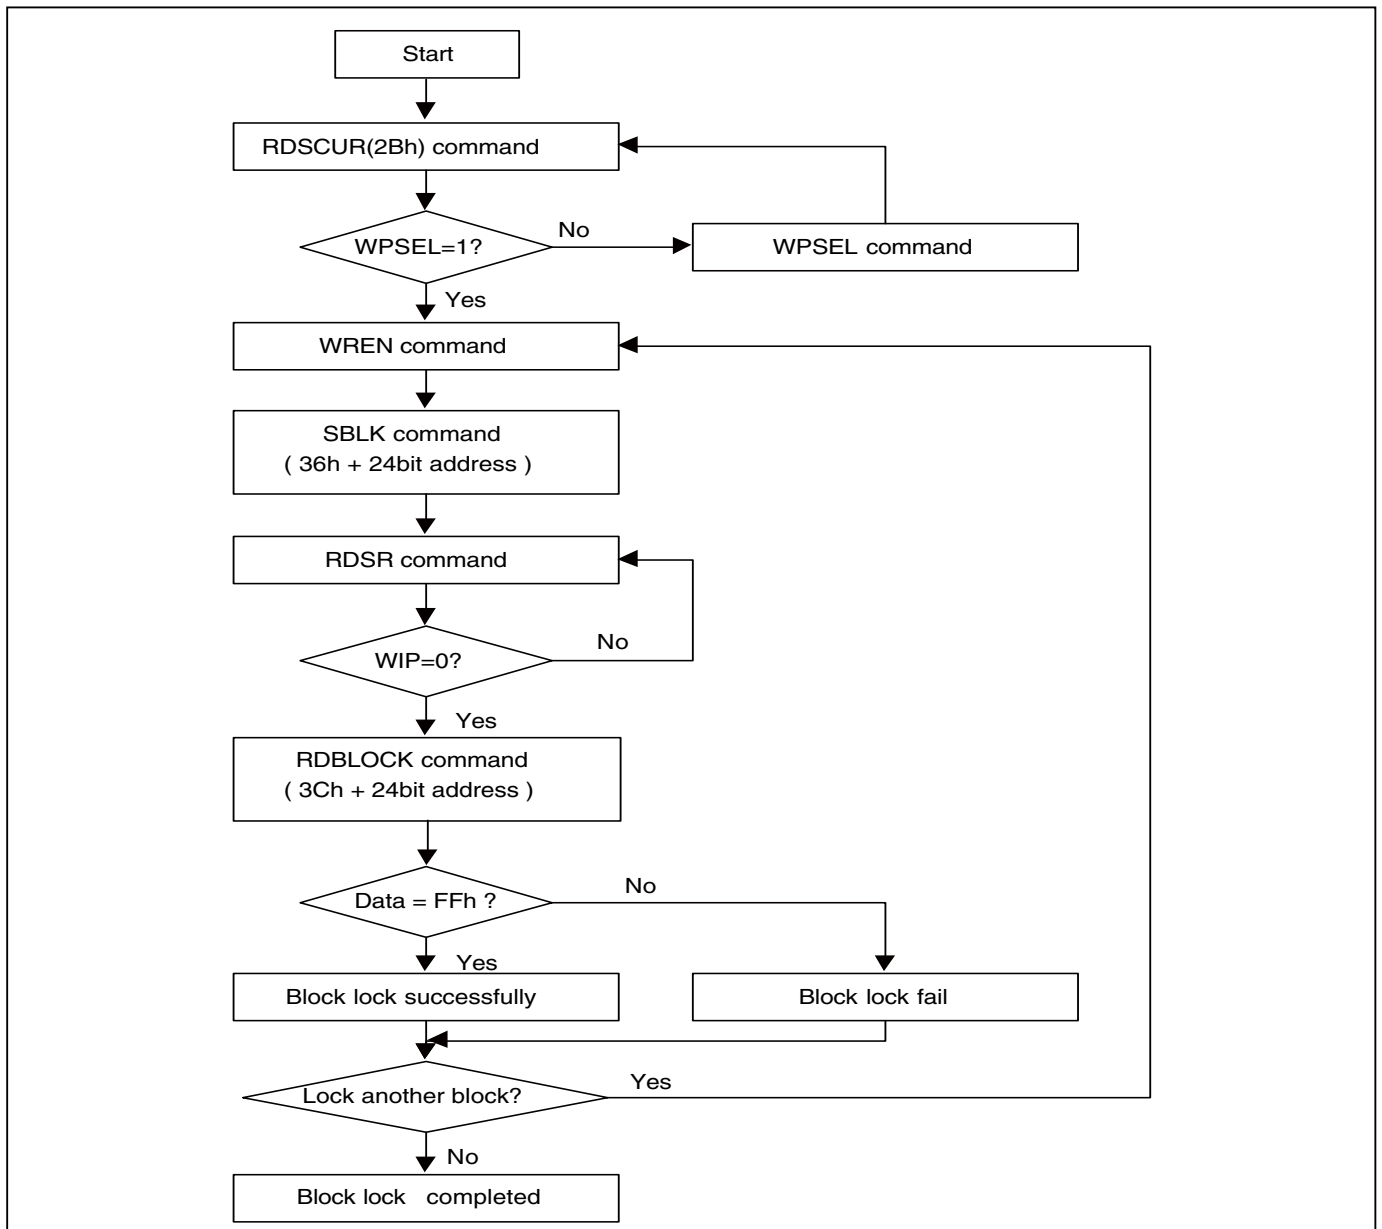 Start
RDSCUR(2Bh) command
WPSEL=1?
No
WPSEL command
Yes
WREN command
SBLK command
( 36h + 24bit address )
RDSR command
WIP=0?
No
Yes
RDBLOCK command
( 3Ch + 24bit address )
Data = FFh ?
No
Yes
Block lock successfully
Block lock fail
Lock another block?
Yes
No
Block lock completed